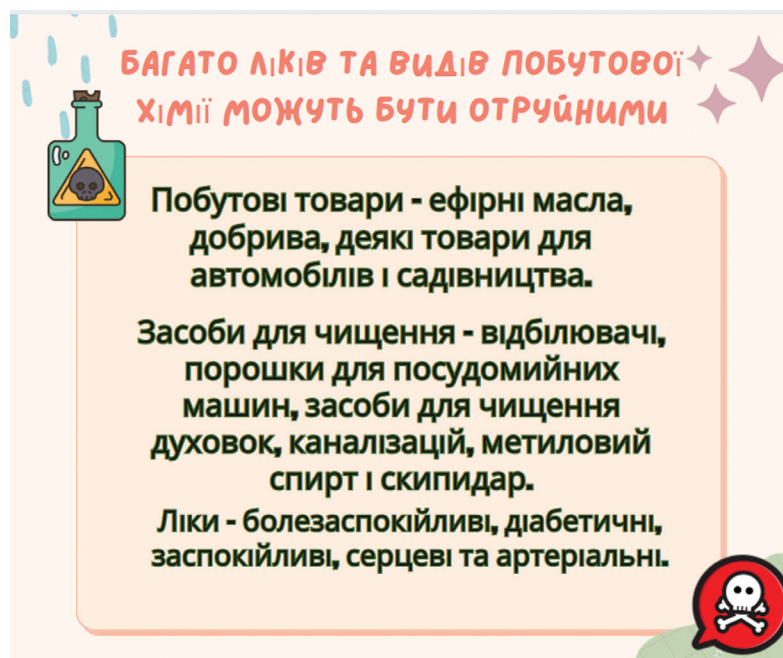 БАГАТО ЛІКІВ ТА ВИДІВ ПОБУТОВОЇ
ХІМІЇ МОЖУТЬ БУТИ ОТРУЙНИМИ
Побутові товари - ефірні масла,
добрива, деякі товари для
автомобілів і садівництва.
Засоби для чищення - відбілювачі,
порошки для посудомийних
машин, засоби для чищення
духовок, каналізацій, метиловий
спирт і скипидар.
Ліки - болезаспокійливі, діабетичні,
заспокійливі, серцеві та артеріальні.